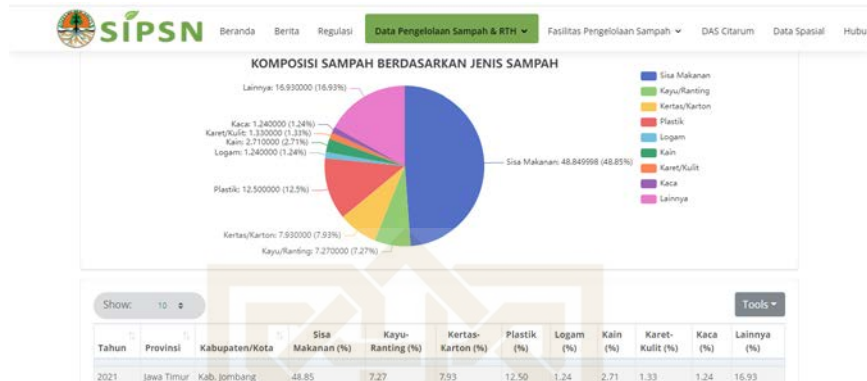 SIPSN Beranda Berita Regulasi Data Pengelolaan Sampah & RTH Fasilitas Pengelolaan Sampah DAS Citarum Data Spasial Hubu
KOMPOSISI SAMPAH BERDASARKAN JENIS SAMPAH
Lainnya: 16.930000 (16.93%)
Kaca: 1.240000 (1.24%)
Karet/Kulit: 1.330000 (1.33%)
Kain: 2.710000 (2.71%)
Logam: 1.240000 (1.24%)
Plastik: 12.500000 (12.5%)
Kertas/Karton: 7.930000 (7.93%)
Kayu/Ranting: 7.270000 (7.27%)
Sisa Makanan: 48.849998 (48.85%)
Sisa Makanan
Kayu/Ranting
Kertas/Karton
Plastik
Logam
Kain
Karet/Kulit
Kaca
Lainnya
Show: 10 Tools
Tahun Provinsi Kabupaten/Kota Sisa Makanan (%) Kayu-Ranting (%) Kertas-Karton (%) Plastik (%) Logam (%) Kain (%) Karet-Kulit (%) Kaca (%) Lainnya (%)
2021 Jawa Timur Kab. Jombang 48.85 7.27 7.93 12.50 1.24 2.71 1.33 1.24 16.93